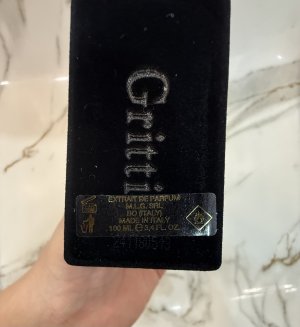 Gritti
EXTRAIT DE PARFUM
M.L.G. SRL
BO (ITALY)
MADE IN ITALY
100 ML ℮ 3,4 FL. OZ.